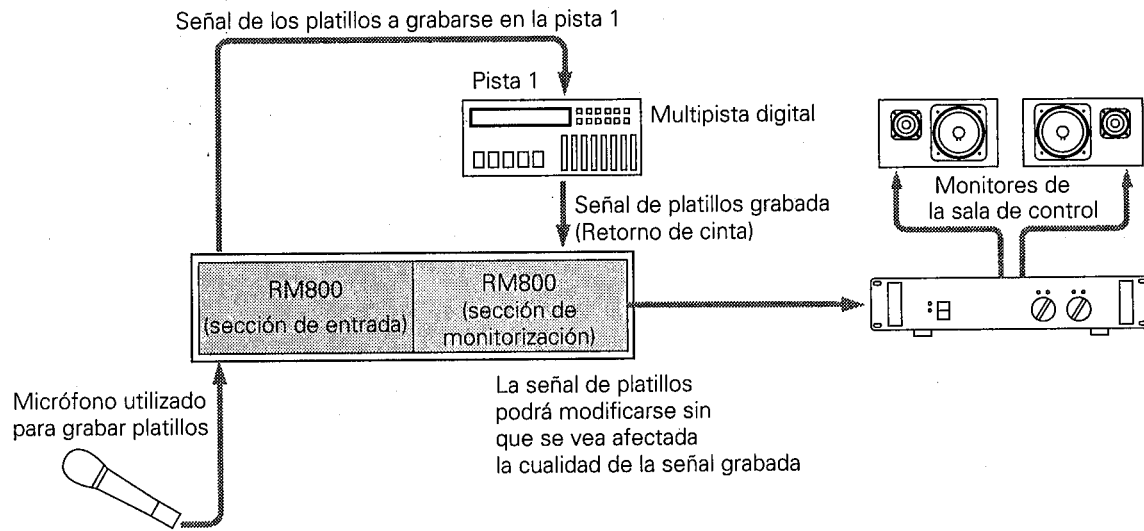 Señal de los platillos a grabarse en la pista 1
Pista 1
Multipista digital
Señal de platillos grabada
(Retorno de cinta)
Monitores de
la sala de control
RM800
(sección de entrada)
RM800
(sección de
monitorización)
Micrófono utilizado
para grabar platillos
La señal de platillos
podrá modificarse sin
que se vea afectada
la cualidad de la señal grabada